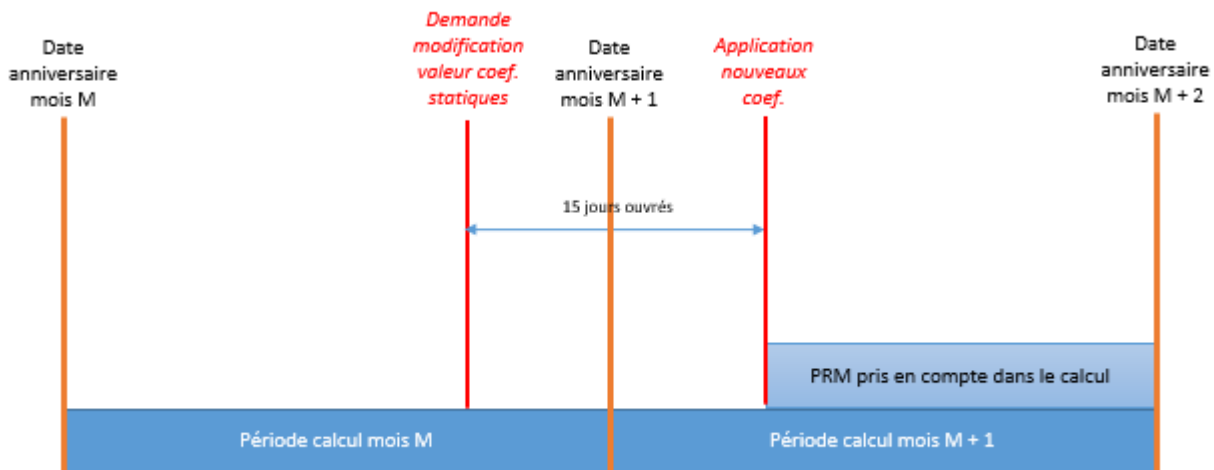 Date
anniversaire
mois M
Demande
modification
valeur coef.
statiques
Date
anniversaire
mois M + 1
Application
nouveaux
coef.
Date
anniversaire
mois M + 2
15 jours ouvrés
PRM pris en compte dans le calcul
Période calcul mois M
Période calcul mois M + 1